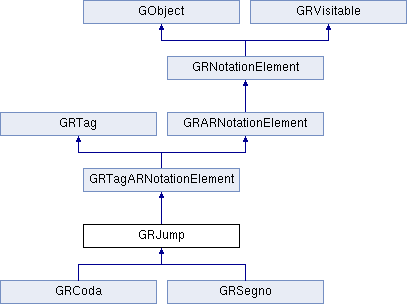 GObject GRVisitable
GRNotationElement
GRTag GRARNotationElement
GRTagARNotationElement
GRJump
GRCoda GRSegno